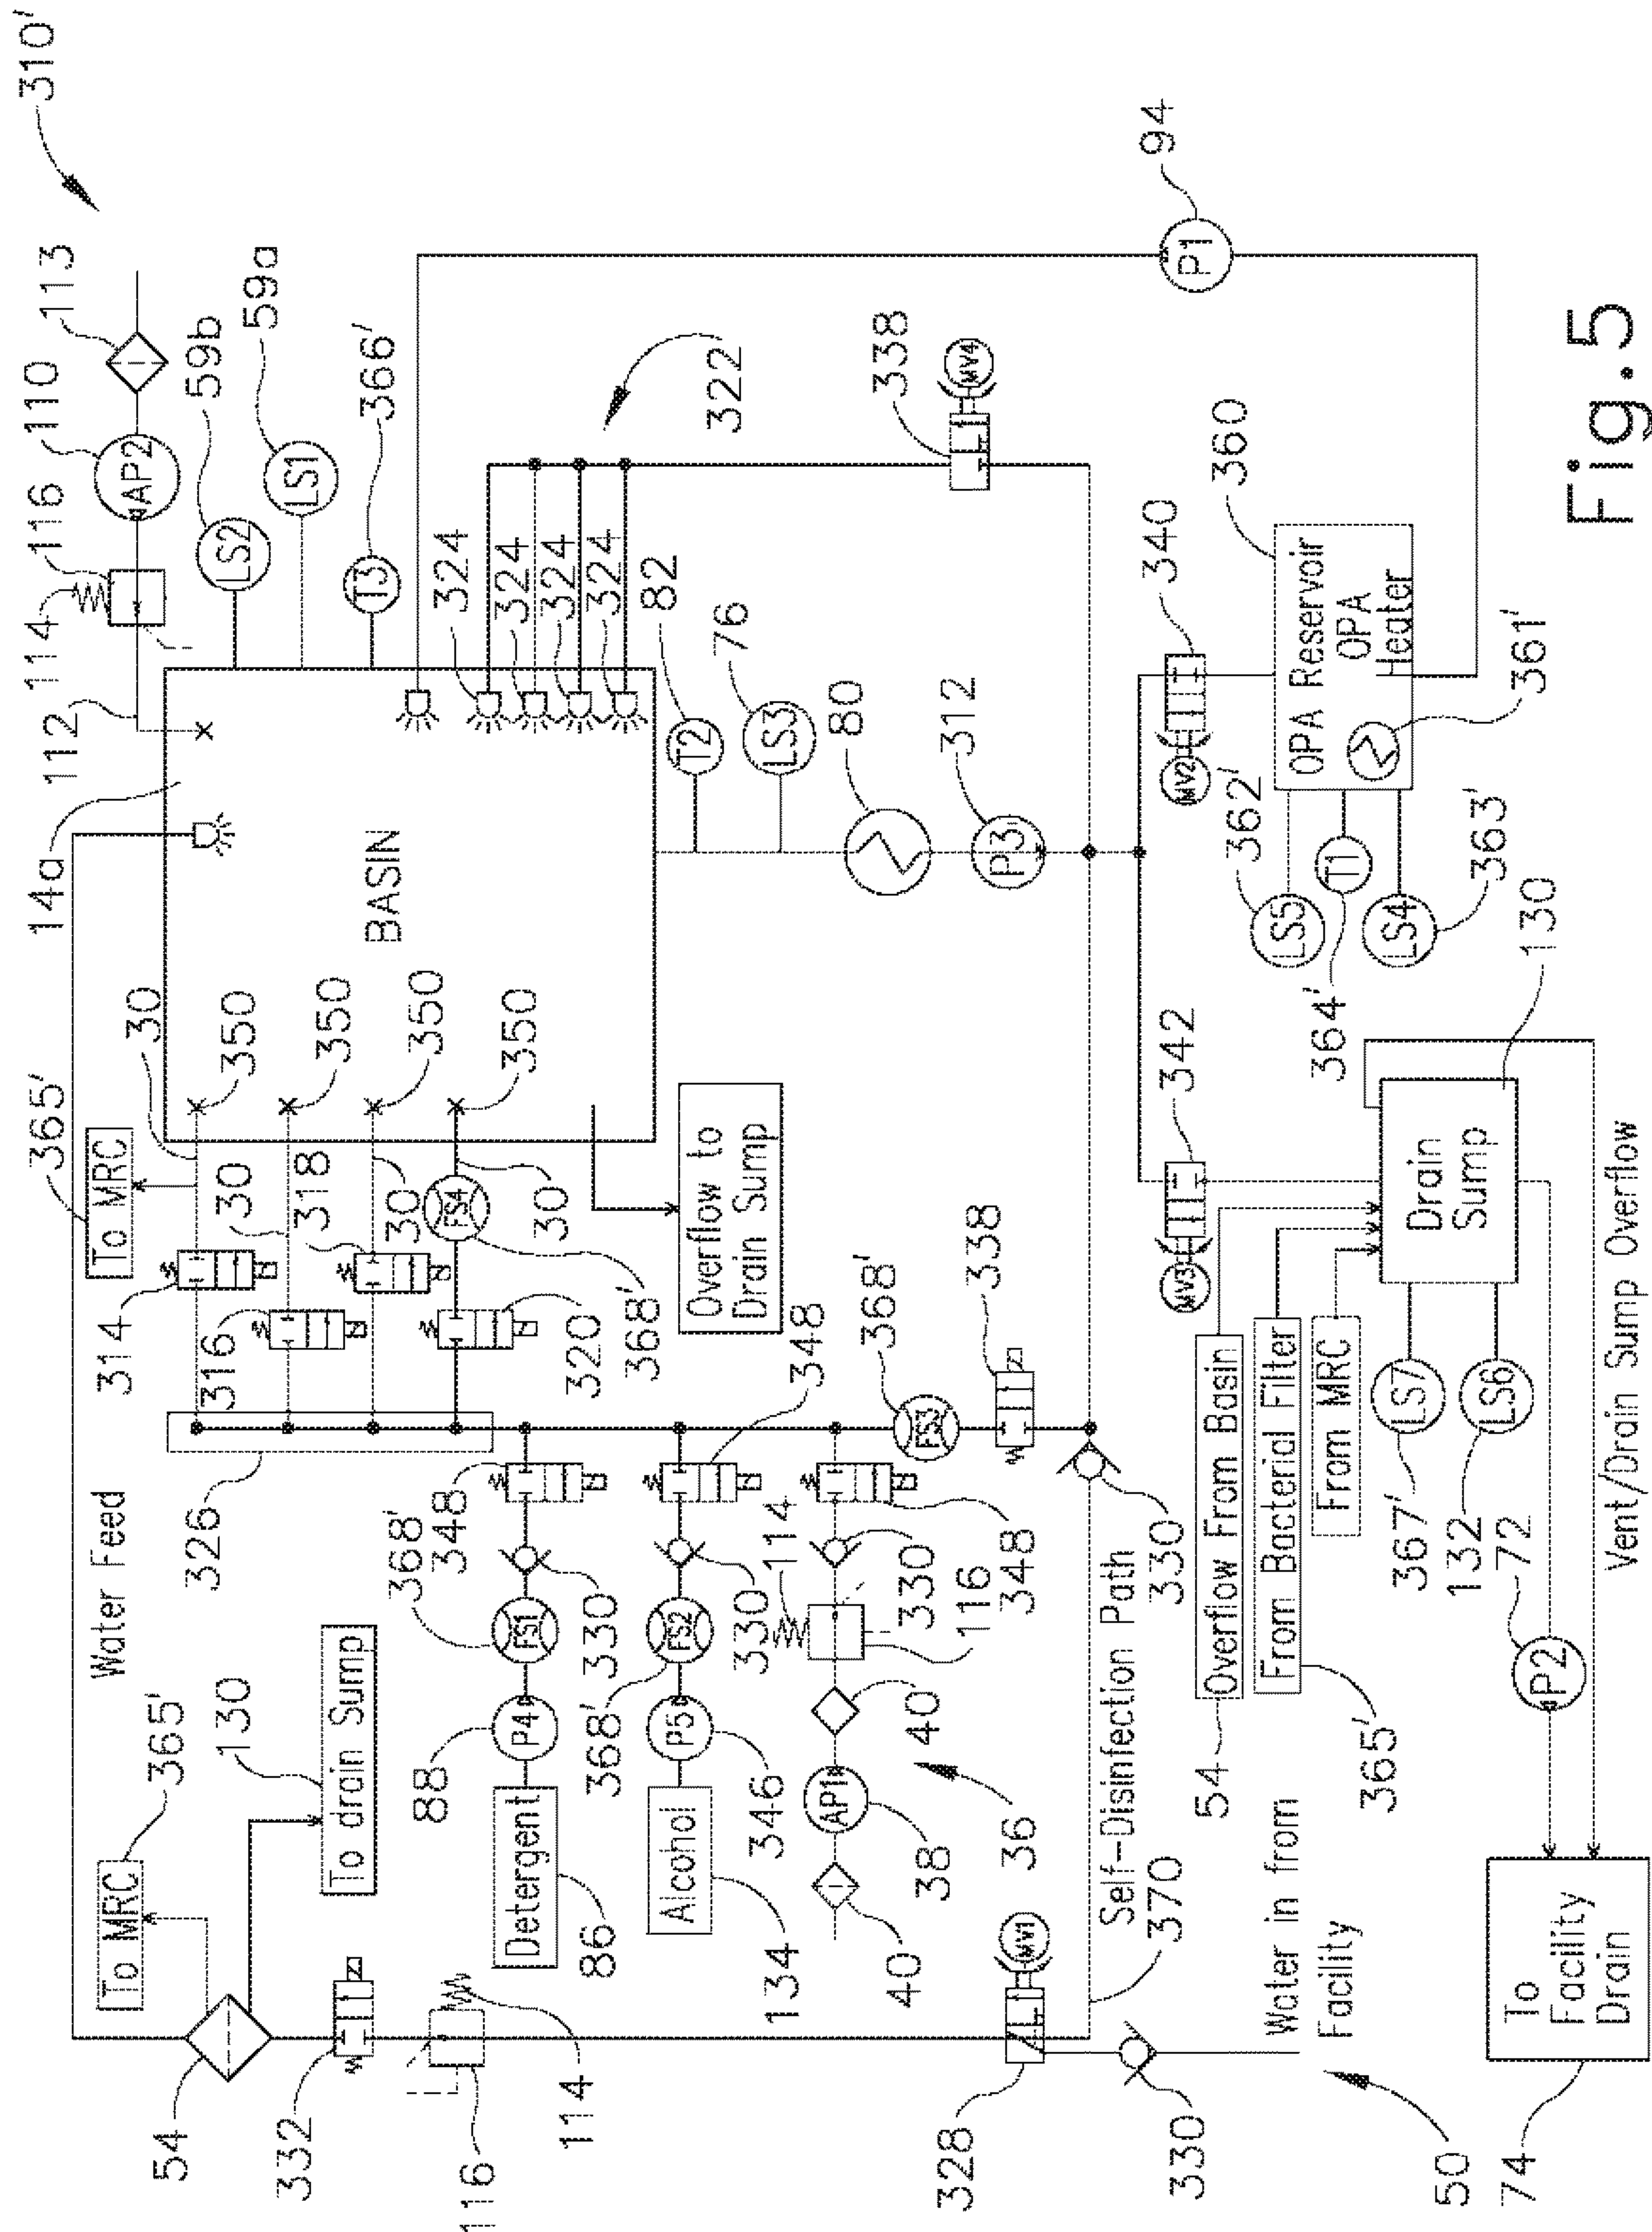 310'
113
110
116
114
112
14a
AP2
59b
LS2
59a
LS1
366'
T3
324
324
324
324
322
338
MV4
94
P1
BASIN
365'
To MRC
30
350
350
350
350
30
318
30
FS4
30
314
316
320
368'
Overflow to
Drain Sump
82
T2
76
LS3
80
312
P3
340
MV2
360
OPA Reservoir
OPA
Heater
361'
362'
LS5
T1
364'
LS4
363'
130
342
MV3
Drain
Sump
Water Feed
326
365'
To MRC
130
To drain Sump
54
332
116
114
368'
348
FS1
330
88
P4
Detergent
86
348
368'
FS2
330
P5
346
Alcohol
134
368'
FS3
338
114
330
348
116
40
AP1
38
36
40
Self-Disinfection Path
370
330
328
MV1
330
Water in from
Facility
50
Overflow From Basin
54
From Bacterial Filter
365'
From MRC
LS7
367'
LS6
132
72
P2
Vent/Drain Sump Overflow
To
Facility
Drain
74
Fig.5